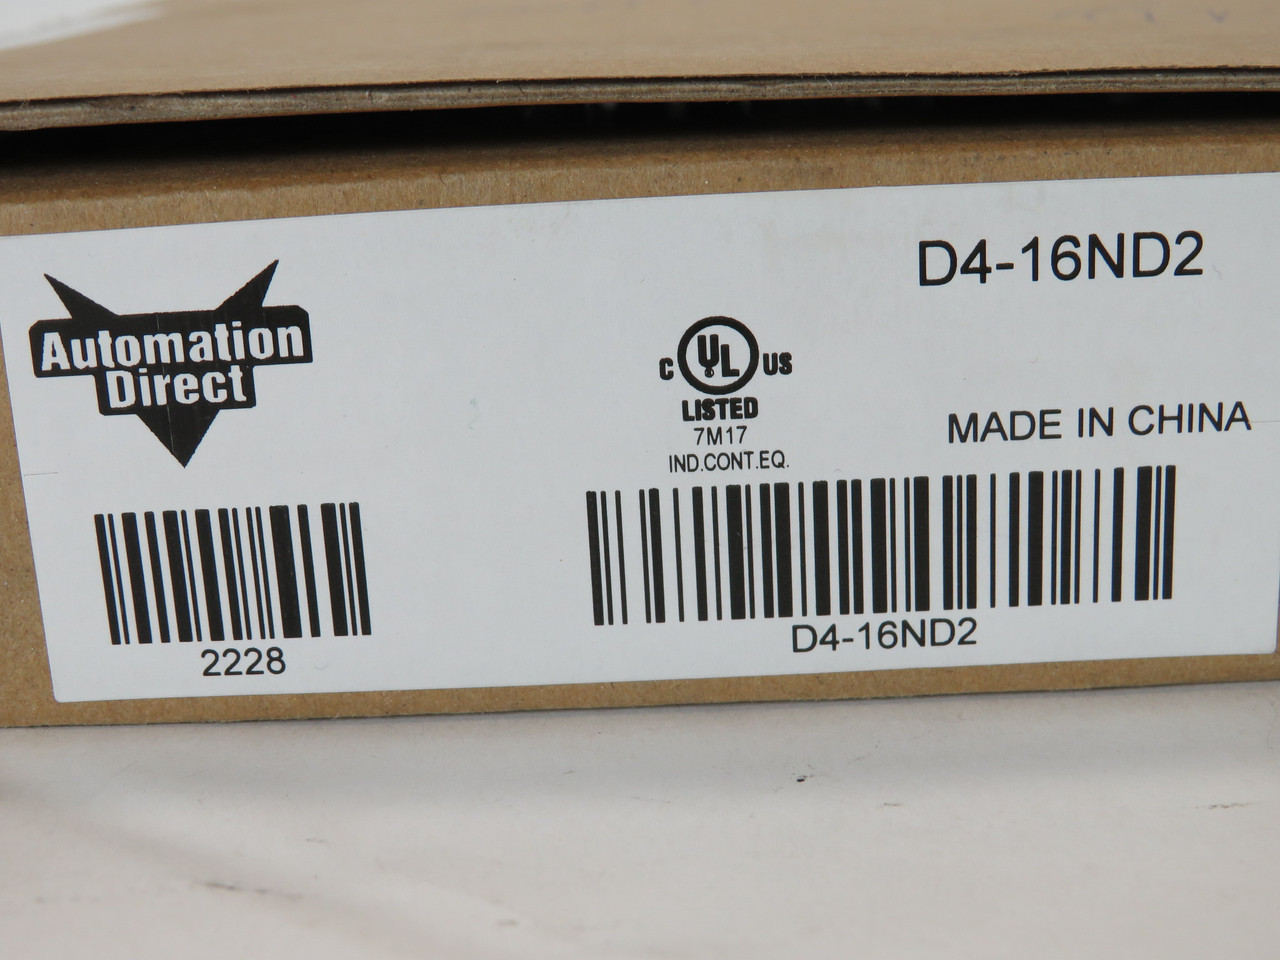 Automation
Direct
D4-16ND2
C UL US
LISTED
7M17
IND.CONT.EQ.
MADE IN CHINA
2228
D4-16ND2